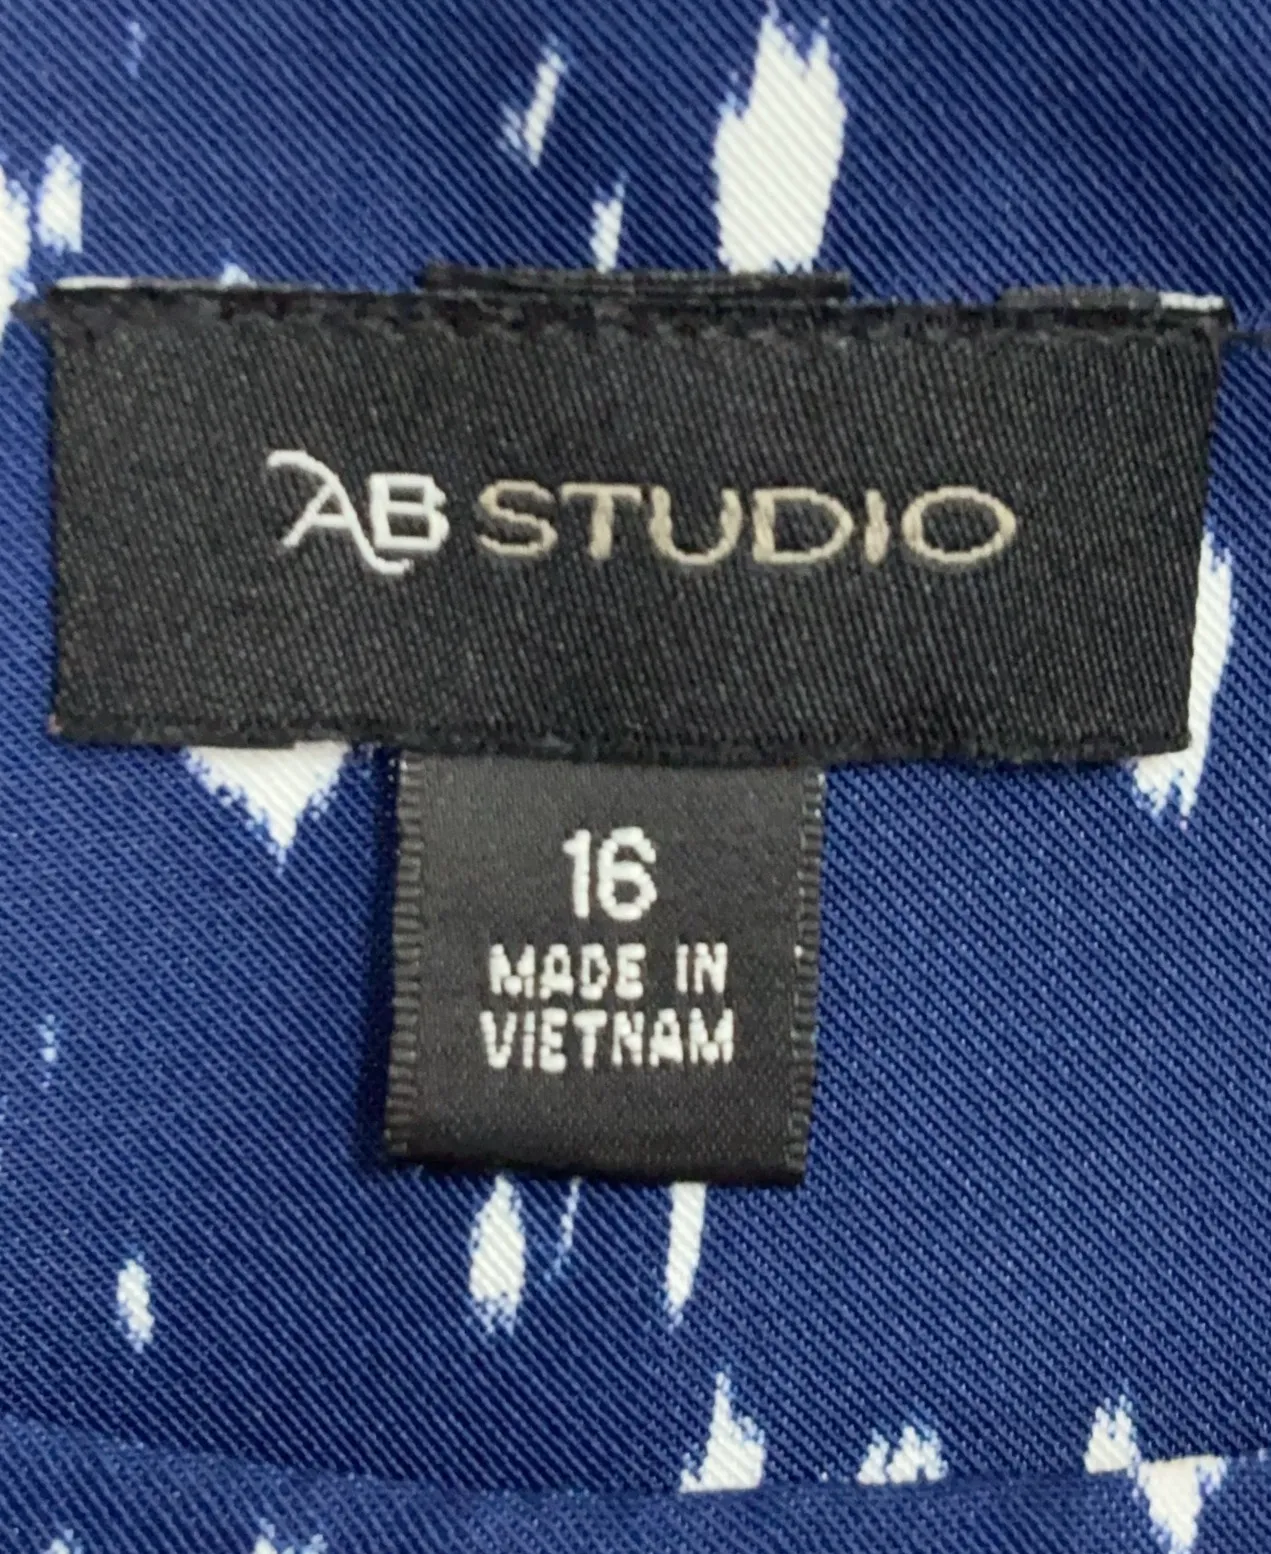 AB STUDIO
16
MADE IN
VIETNAM